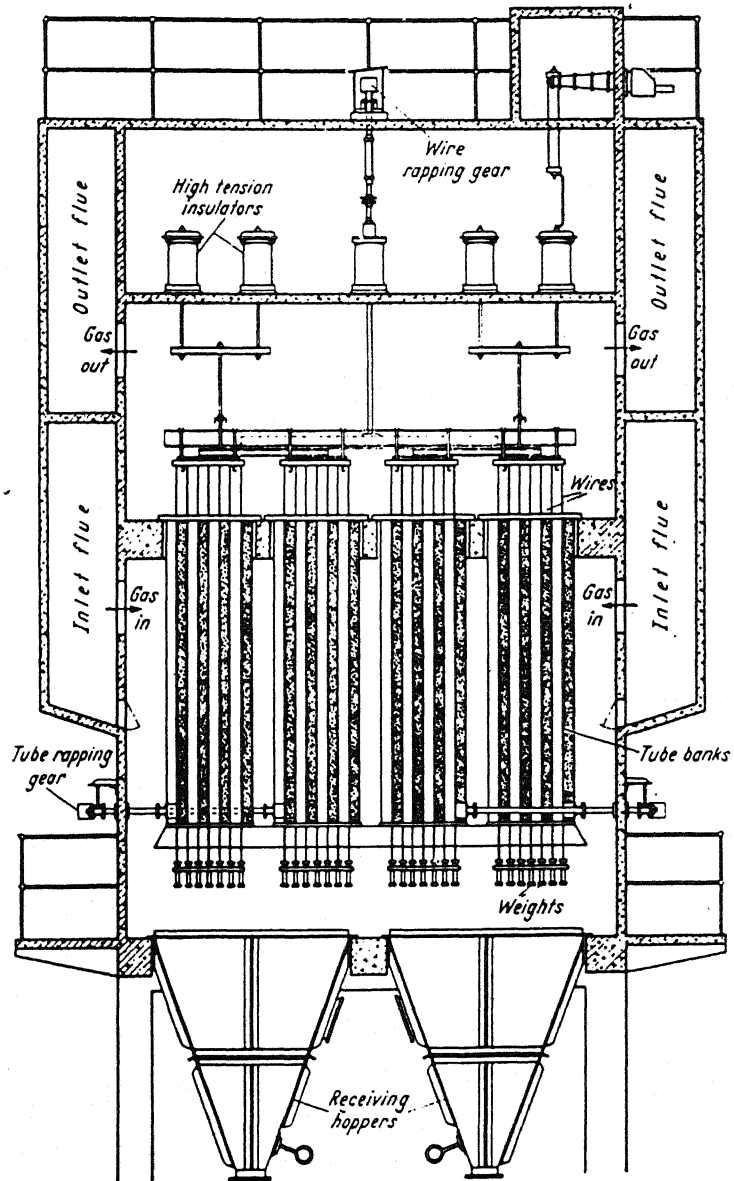 Wire
rapping gear
High tension
insulators
Outlet flue
Outlet flue
Gas
out
Gas
out
Wires
Inlet flue
Inlet flue
Gas
in
Gas
in
Tube rapping
gear
Tube banks
Weights
Receiving
hoppers